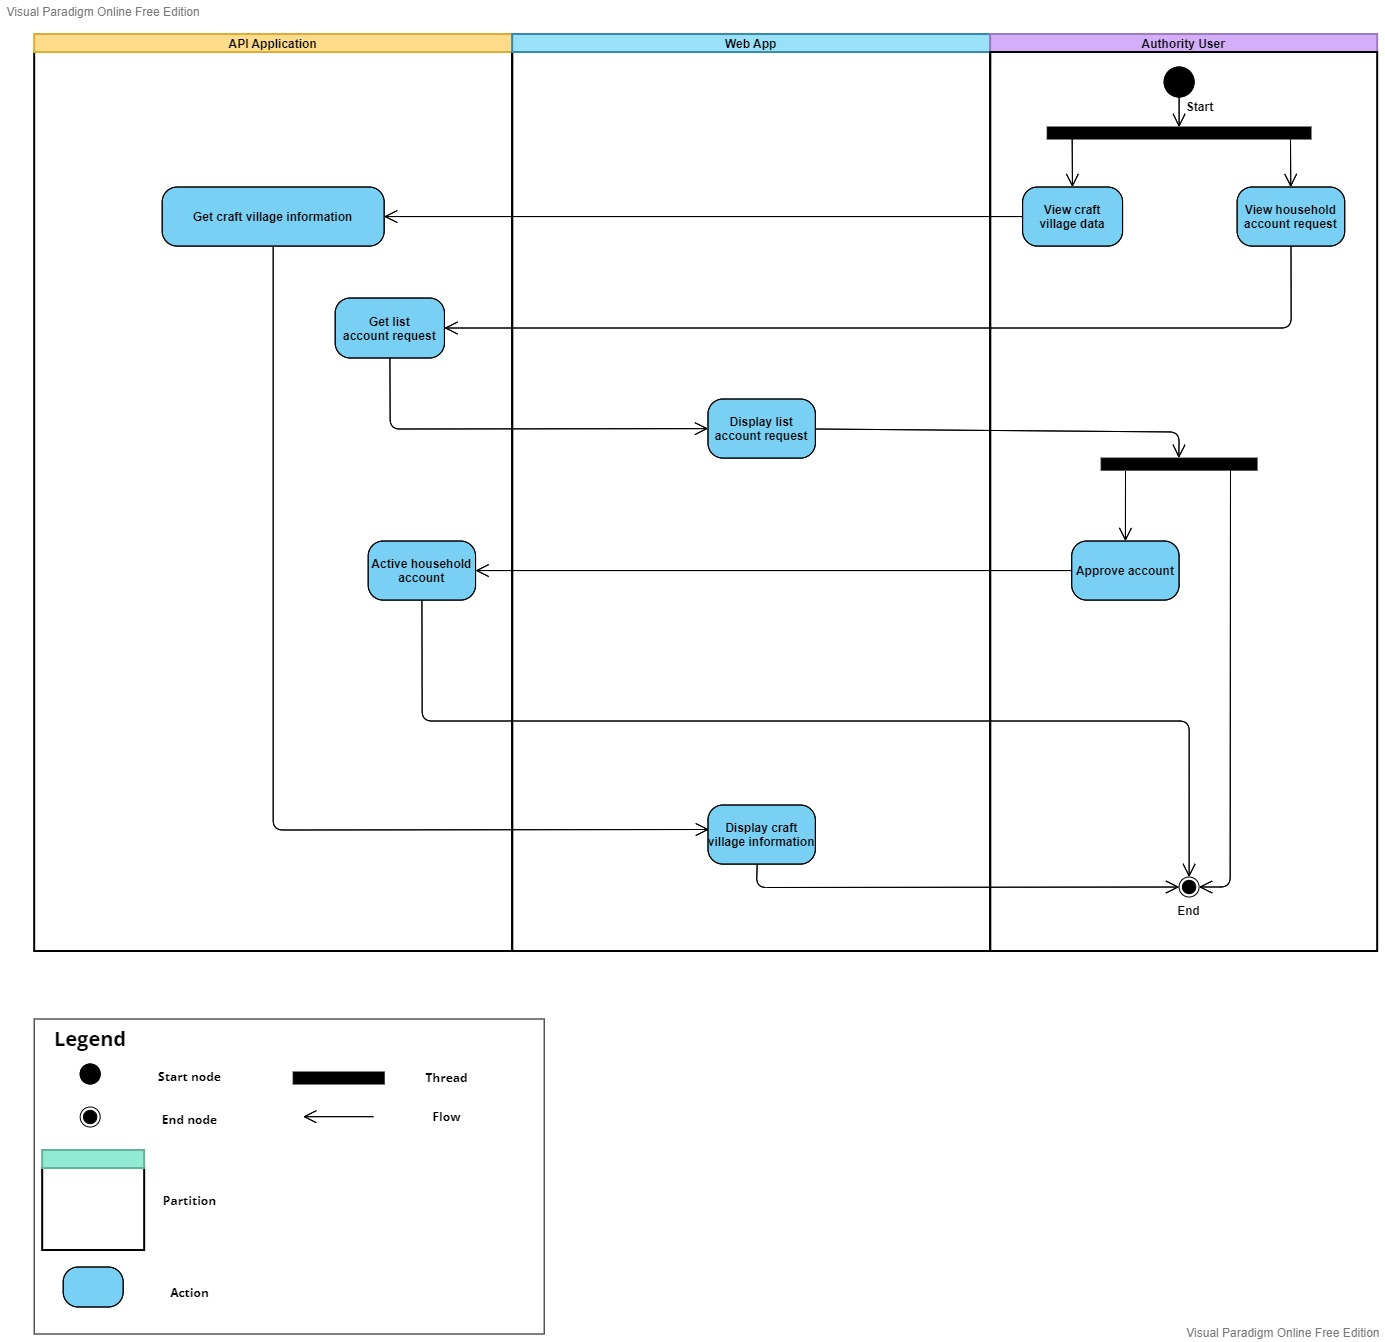 Visual Paradigm Online Free Edition
API Application
Web App
Authority User
Start
Get craft village information
View craft
village data
View household
account request
Get list
account request
Display list
account request
Active household
account
Approve account
Display craft
village information
End
Legend
Start node
Thread
End node
Flow
Partition
Action
Visual Paradigm Online Free Edition